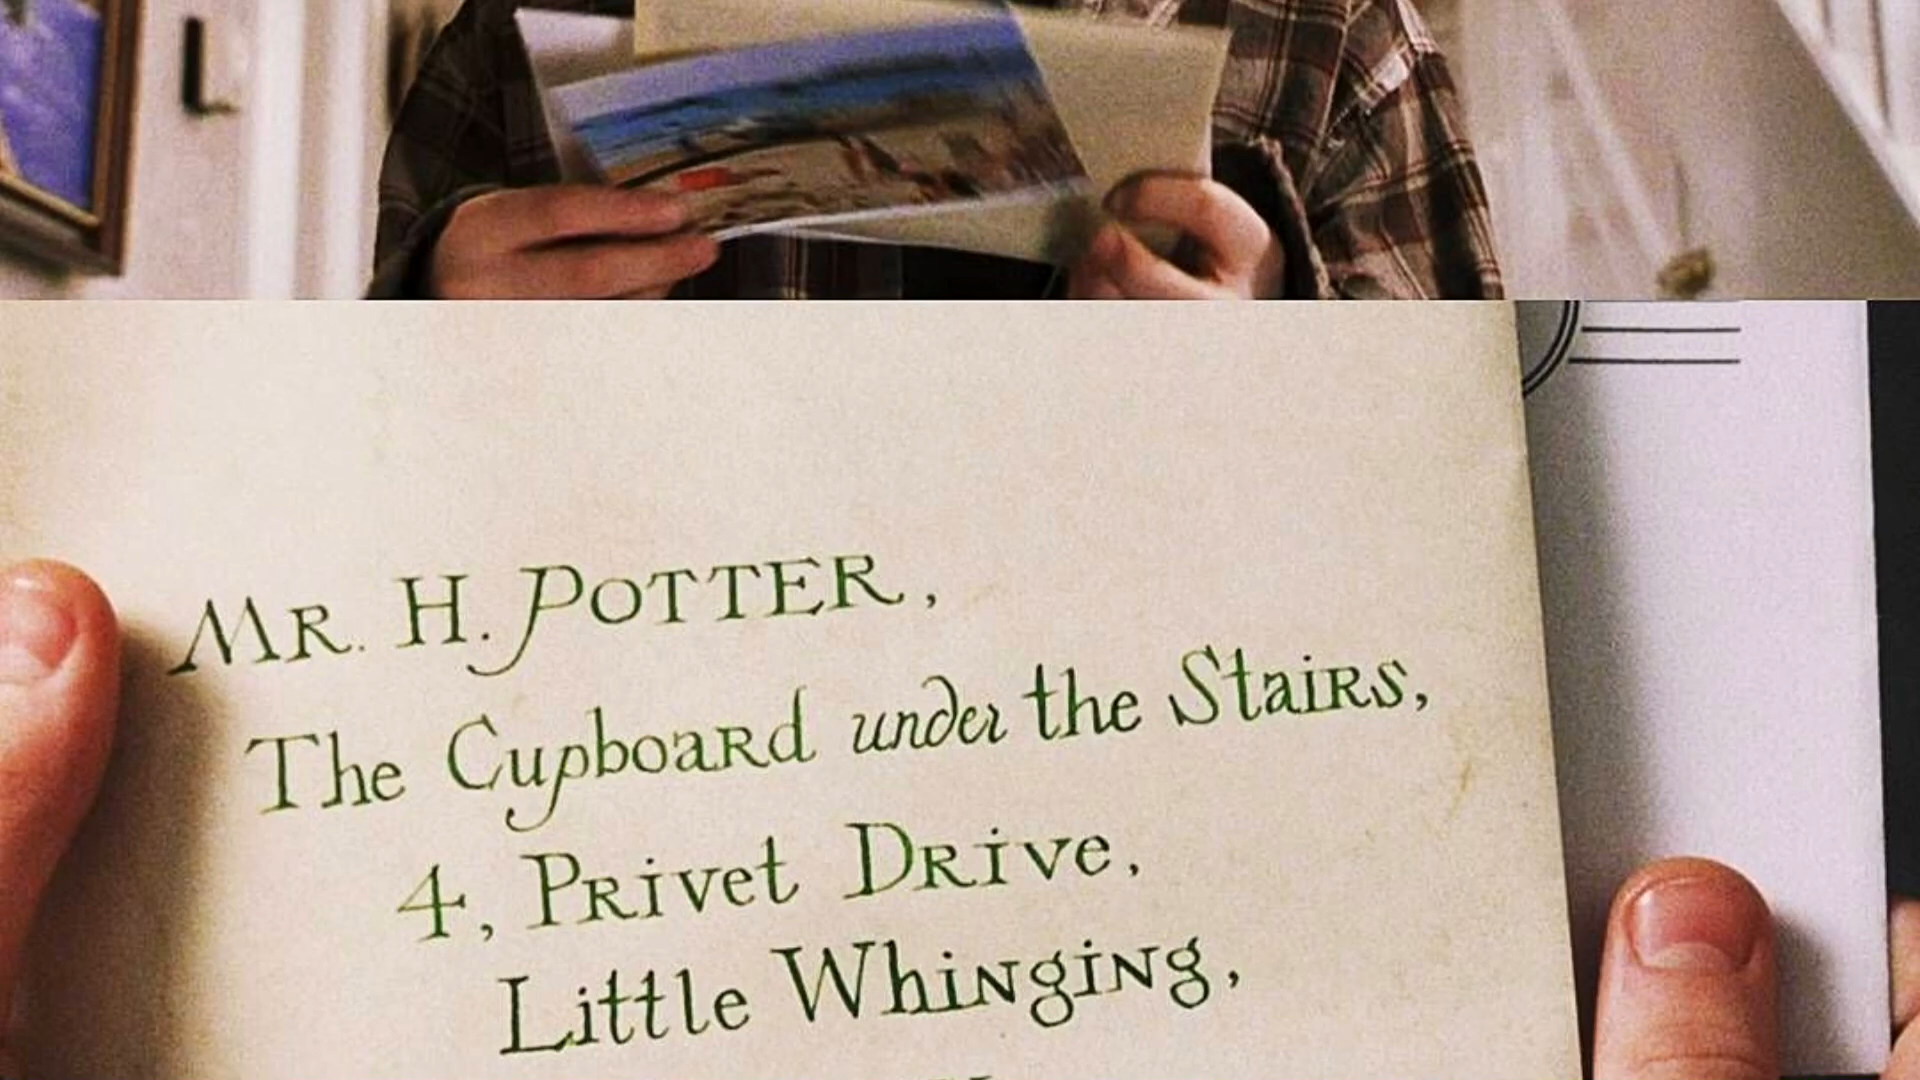 Mr. H. Potter,
The Cupboard under the Stairs,
4, Privet Drive,
Little Whinging,